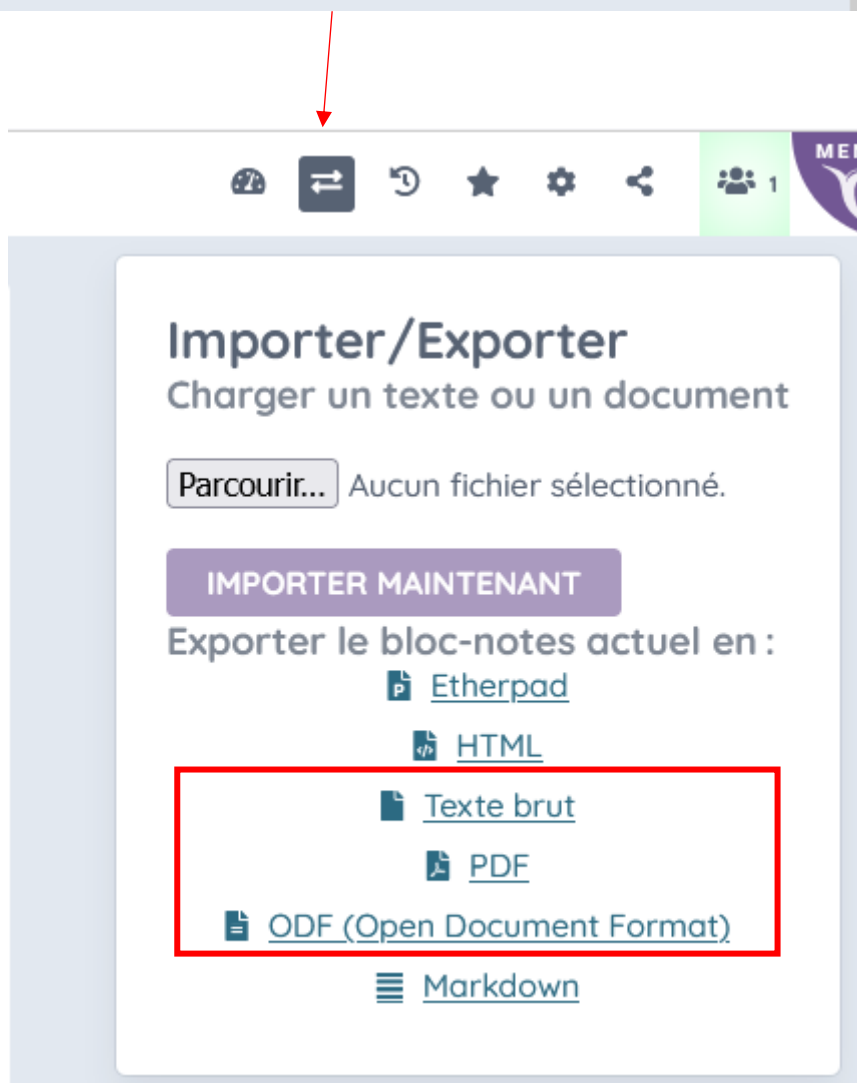 1
Importer/Exporter
Charger un texte ou un document
Parcourir... Aucun fichier sélectionné.
IMPORTER MAINTENANT
Exporter le bloc-notes actuel en :
Etherpad
HTML
Texte brut
PDF
ODF (Open Document Format)
Markdown